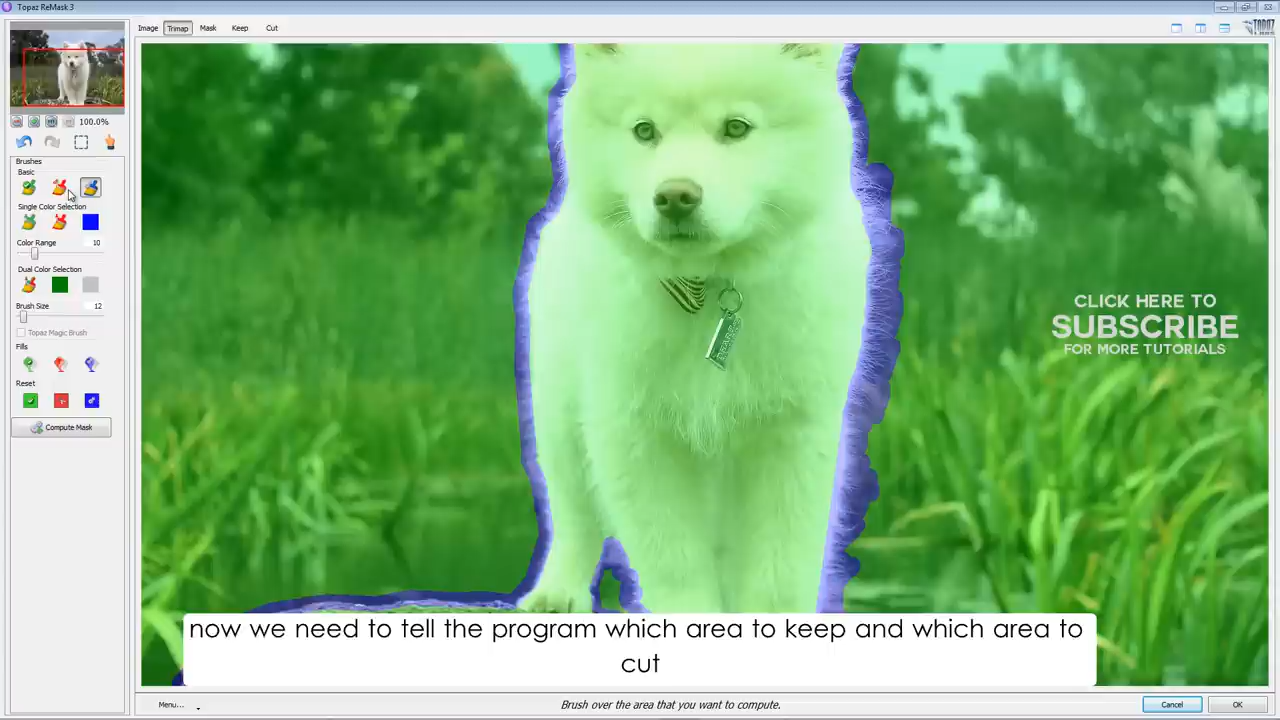 Topaz ReMask 3
Image Trimap Mask Keep Cut
TOPAZ
100.0%
Brushes
Basic
Single Color Selection
Color Range 10
Dual Color Selection
Brush Size 12
Topaz Magic Brush
Fills
Reset
Compute Mask
CLICK HERE TO
SUBSCRIBE
FOR MORE TUTORIALS
now we need to tell the program which area to keep and which area to
cut
Menu... Brush over the area that you want to compute. Cancel OK